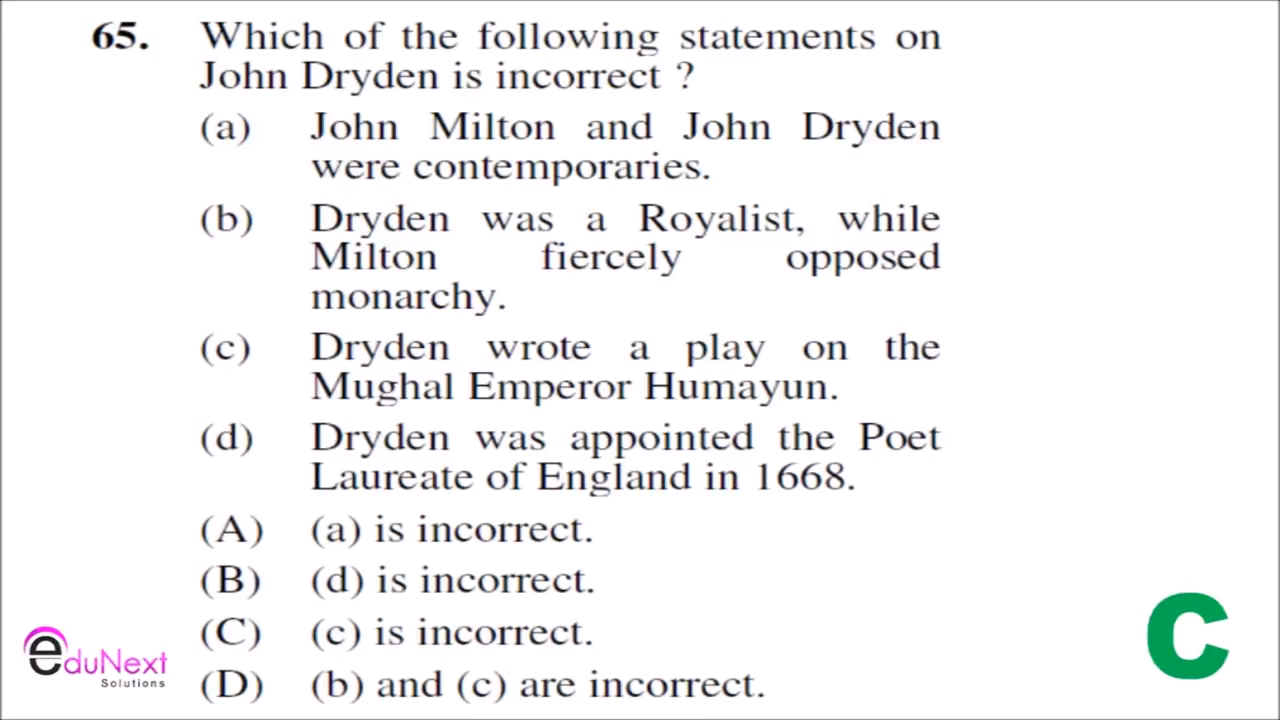 65. Which of the following statements on
John Dryden is incorrect ?
(a) John Milton and John Dryden
were contemporaries.
(b) Dryden was a Royalist, while
Milton fiercely opposed
monarchy.
(c) Dryden wrote a play on the
Mughal Emperor Humayun.
(d) Dryden was appointed the Poet
Laureate of England in 1668.
(A) (a) is incorrect.
(B) (d) is incorrect.
(C) (c) is incorrect.
(D) (b) and (c) are incorrect.
eduNext
Solutions
C